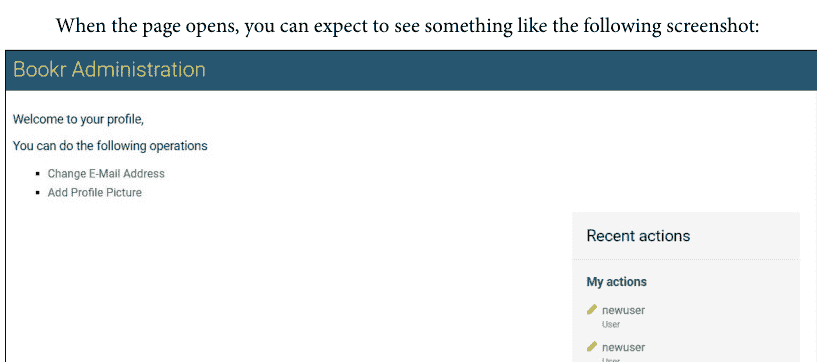 When the page opens, you can expect to see something like the following screenshot:
Bookr Administration
Welcome to your profile,
You can do the following operations
Change E-Mail Address
Add Profile Picture
Recent actions
My actions
newuser
User
newuser
User